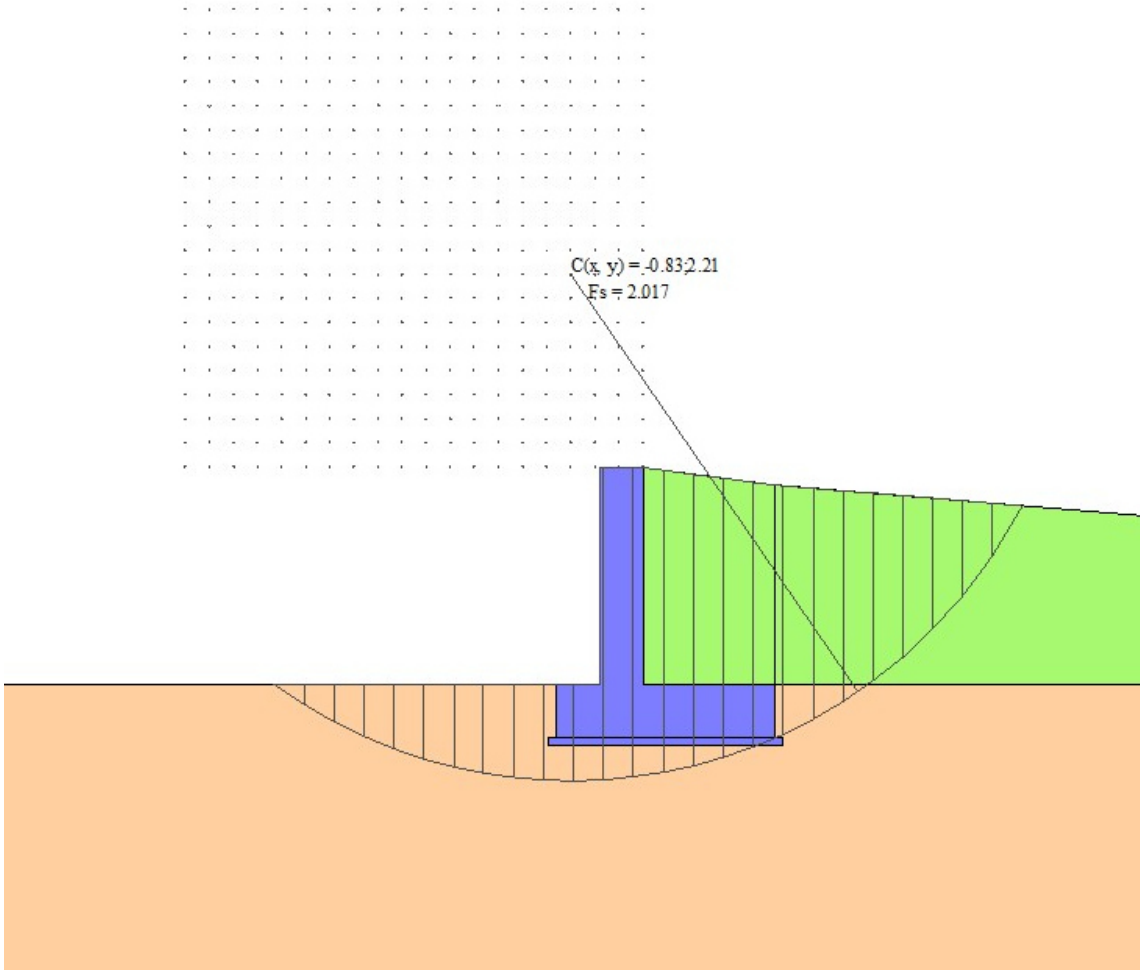 C(x, y) = -0.83;2.21
Fs = 2.017